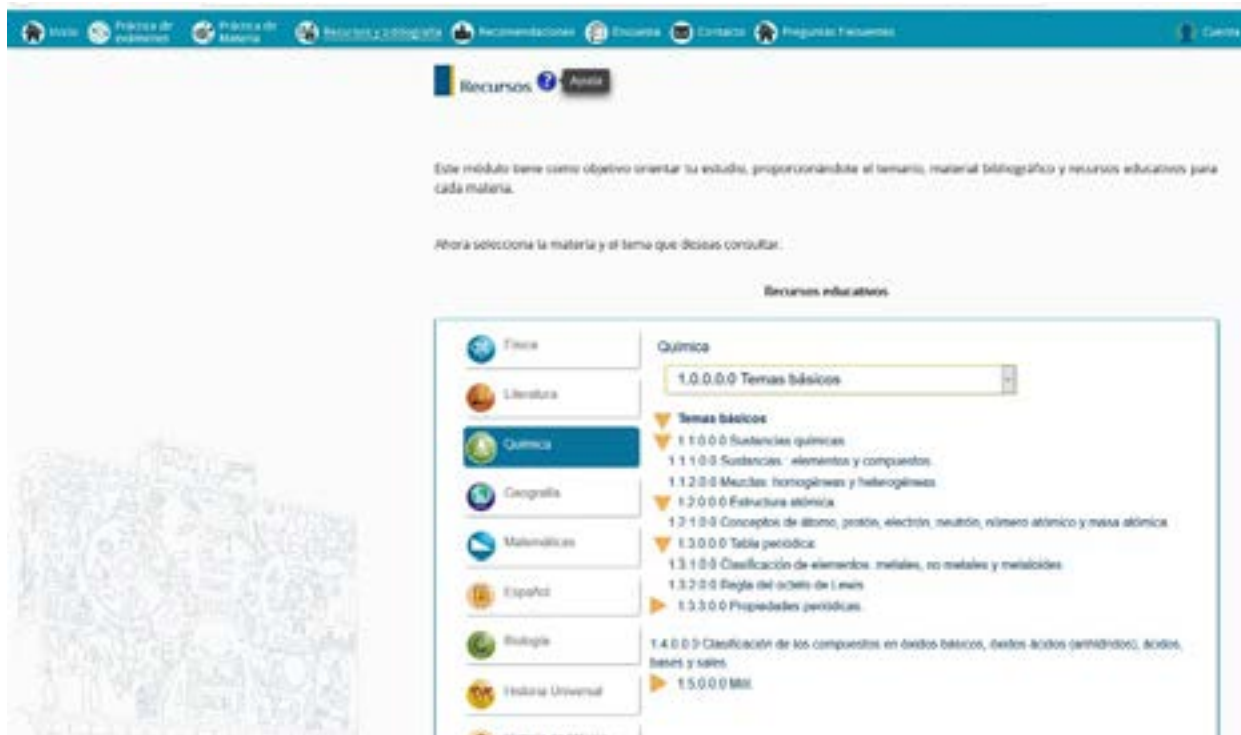 Inicio
Práctica de
exámenes
Práctica de
Materia
Recursos y bibliografía
Recomendaciones
Encuesta
Contacto
Preguntas frecuentes
Cuenta
Recursos ? Ayuda
Este módulo tiene como objetivo orientar tu estudio, proporcionándote el temario, material bibliográfico y recursos educativos para
cada materia.
Ahora selecciona la materia y el tema que deseas consultar.
Recursos educativos
Física
Literatura
Química
Geografía
Matemáticas
Español
Biología
Historia Universal
Química
1.0.0.0.0 Temas básicos
Temas básicos
1.1.0.0.0 Sustancias químicas
1.1.1.0.0 Sustancias : elementos y compuestos
1.1.2.0.0 Mezclas: homogéneas y heterogéneas
1.2.0.0.0 Estructura atómica
1.2.1.0.0 Conceptos de átomo, protón, electrón, neutrón, número atómico y masa atómica
1.3.0.0.0 Tabla periódica
1.3.1.0.0 Clasificación de elementos: metales, no metales y metaloides
1.3.2.0.0 Regla del octeto de Lewis
1.3.3.0.0 Propiedades periódicas.
1.4.0.0.0 Clasificación de los compuestos en óxidos básicos, óxidos ácidos (anhídridos), ácidos,
bases y sales.
1.5.0.0.0 Mol.